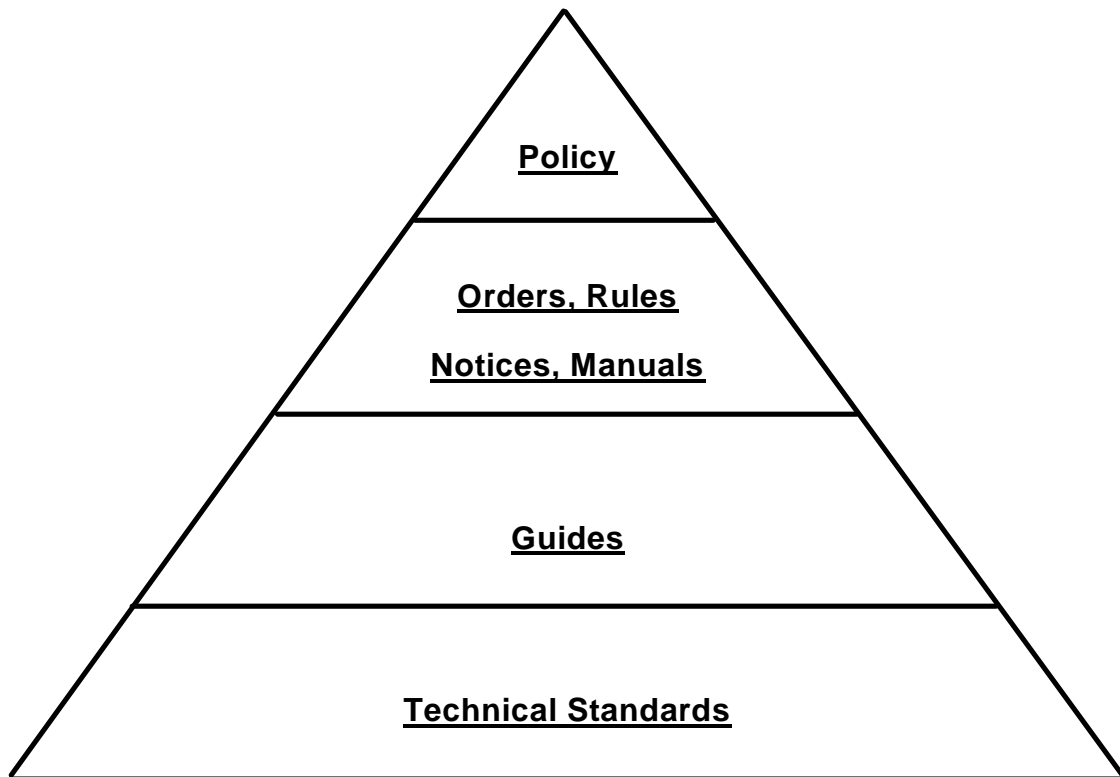 Policy
Orders, Rules
Notices, Manuals
Guides
Technical Standards